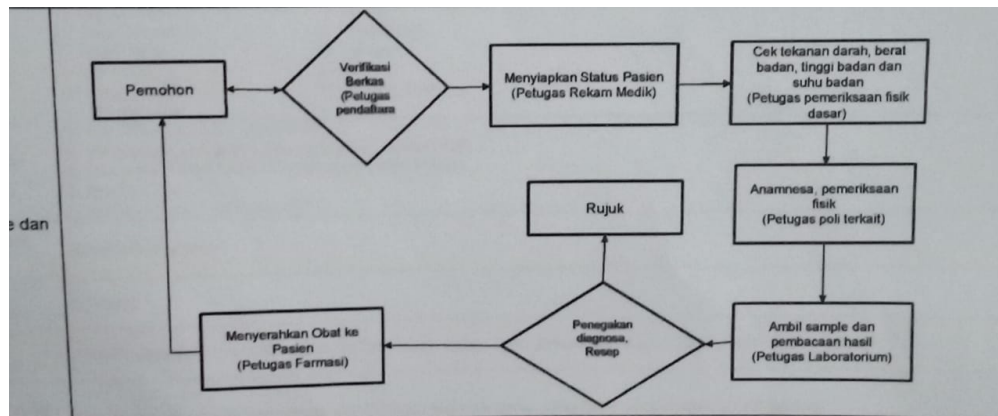 Pemohon
Verifikasi
Berkas
(Petugas
pendaftara
Menyiapkan Status Pasien
(Petugas Rekam Medik)
Cek tekanan darah, berat
badan, tinggi badan dan
suhu badan
(Petugas pemeriksaan fisik
dasar)
Anamnesa, pemeriksaan
fisik
(Petugas poli terkait)
Rujuk
e dan
Menyerahkan Obat ke
Pasien
(Petugas Farmasi)
Penegakan
diagnosa,
Resep
Ambil sample dan
pembacaan hasil
(Petugas Laboratorium)